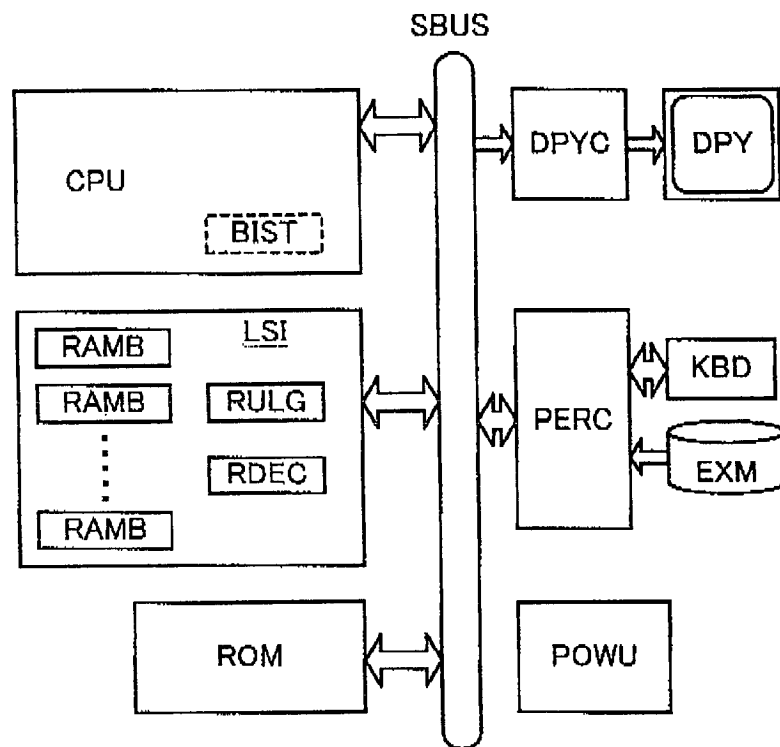 SBUS
CPU
BIST
DPYC
DPY
LSI
RAMB
RAMB
RULG
RDEC
RAMB
PERC
KBD
EXM
ROM
POWU